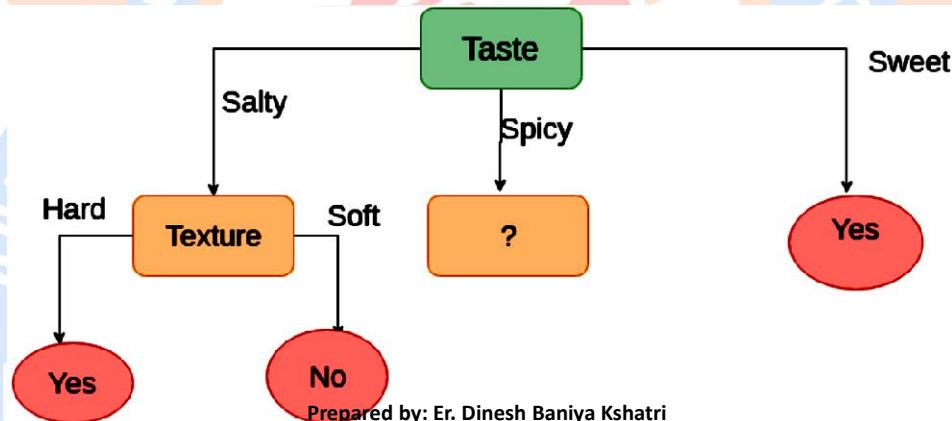 Taste
Sweet
Salty
Spicy
Hard
Soft
Texture
?
Yes
Yes
No
Prepared by: Er. Dinesh Baniya Kshatri